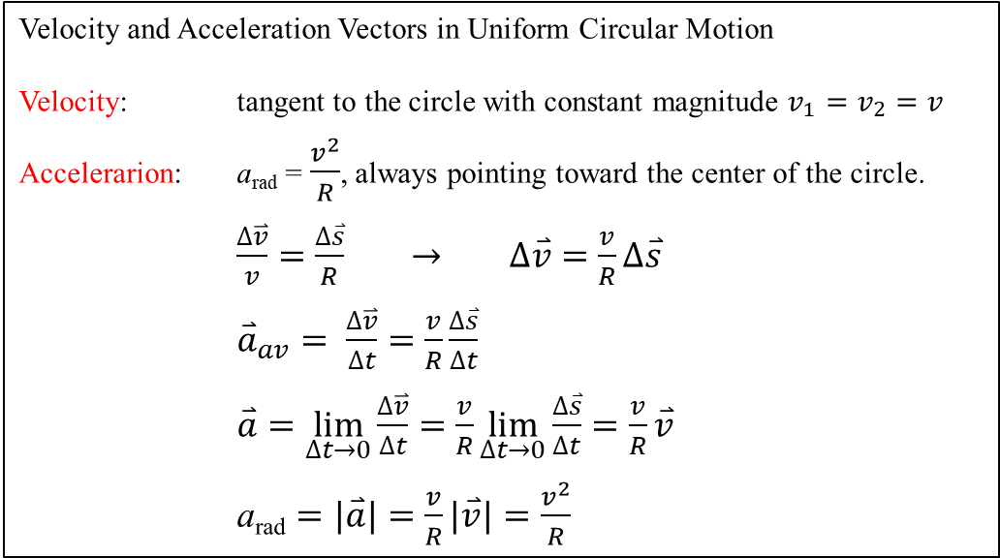 Velocity and Acceleration Vectors in Uniform Circular Motion
Velocity: tangent to the circle with constant magnitude $v_1 = v_2 = v$
Accelerarion: $a_{\text{rad}} = \frac{v^2}{R}$, always pointing toward the center of the circle.
$\frac{\Delta \vec{v}}{v} = \frac{\Delta \vec{s}}{R} \quad \rightarrow \quad \Delta \vec{v} = \frac{v}{R} \Delta \vec{s}$
$\vec{a}_{av} = \frac{\Delta \vec{v}}{\Delta t} = \frac{v}{R} \frac{\Delta \vec{s}}{\Delta t}$
$\vec{a} = \lim_{\Delta t \to 0} \frac{\Delta \vec{v}}{\Delta t} = \frac{v}{R} \lim_{\Delta t \to 0} \frac{\Delta \vec{s}}{\Delta t} = \frac{v}{R} \vec{v}$
$a_{\text{rad}} = |\vec{a}| = \frac{v}{R} |\vec{v}| = \frac{v^2}{R}$